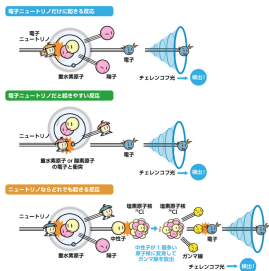 電子ニュートリノだけに起きる反応
電子
ニュートリノ
電子
重水素原子
陽子
チェレンコフ光
検出!
電子ニュートリノだと起きやすい反応
ニュートリノ
電子
重水素原子 or 酸素原子
の電子と衝突
チェレンコフ光
検出!
ニュートリノならどれでも起きる反応
ニュートリノ
重水素原子
中性子
陽子
塩素原子核
³⁵Cl
塩素原子核
³⁶Cl
ガンマ線
電子
中性子が1個多い
原子核に変身して
ガンマ線を放出
チェレンコフ光
検出!